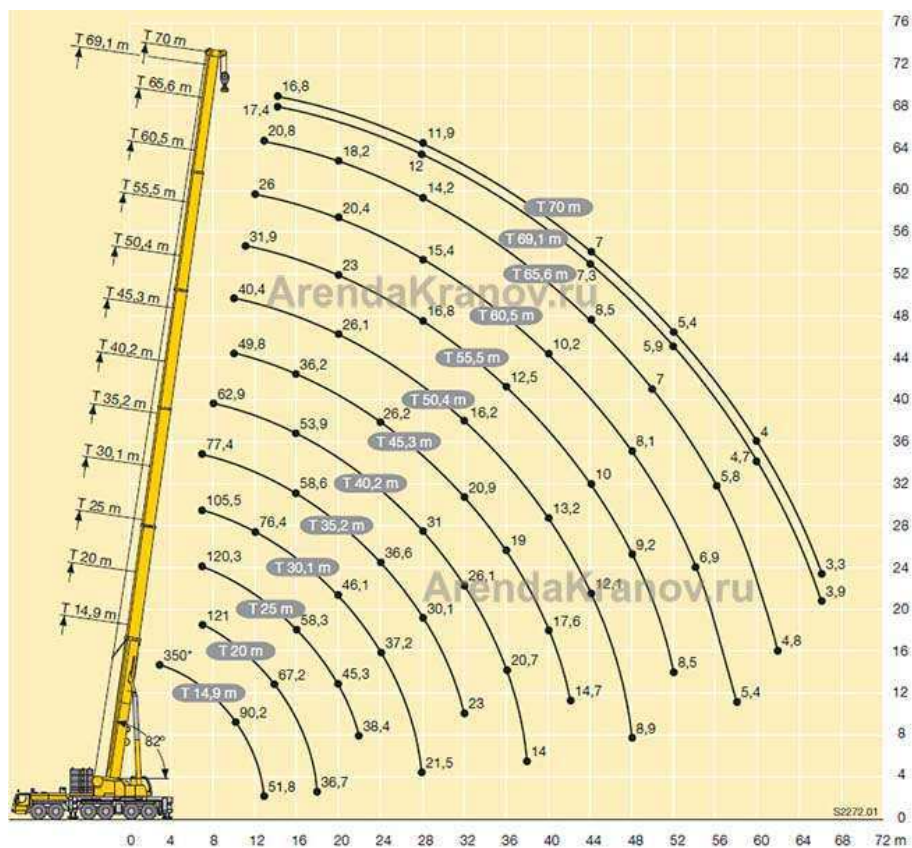 76
T 69,1 m T 70 m
72
T 65,6 m
16,8
68
17,4 11,9
20,8 12
64
T 60,5 m 18,2
14,2
60
26
T 55,5 m 20,4 T 70 m
56
31,9 15,4 T 69,1 m 7
T 50,4 m 23 T 65,6 m 7,3
52
40,4 ArendaKranov.ru
16,8 T 60,5 m 8,5 5,4
48
T 45,3 m 26,1 5,9
T 55,5 m 10,2
44
49,8 36,2
T 40,2 m 12,5 7
T 50,4 m
40
62,9 26,2 16,2
T 35,2 m 53,9 T 45,3 m 4
36
77,4 8,1 4,7
T 30,1 m T 40,2 m 10 5,8
32
58,6 20,9
105,5 T 35,2 m 31 13,2
28
T 25 m 76,4 19 9,2
36,6 6,9 3,3
24
T 20 m 120,3 T 30,1 m
46,1 26,1 ArendaKranov.ru
12,1 3,9
20
T 14,9 m T 25 m 58,3 30,1
121 17,6
37,2 4,8
16
350* T 20 m 67,2 20,7
45,3 8,5
12
T 14,9 m 23 14,7 5,4
90,2 38,4
8
82° 14 8,9
4
51,8 36,7 21,5
S2272.01
0
0 4 8 12 16 20 24 28 32 36 40 44 48 52 56 60 64 68 72 m